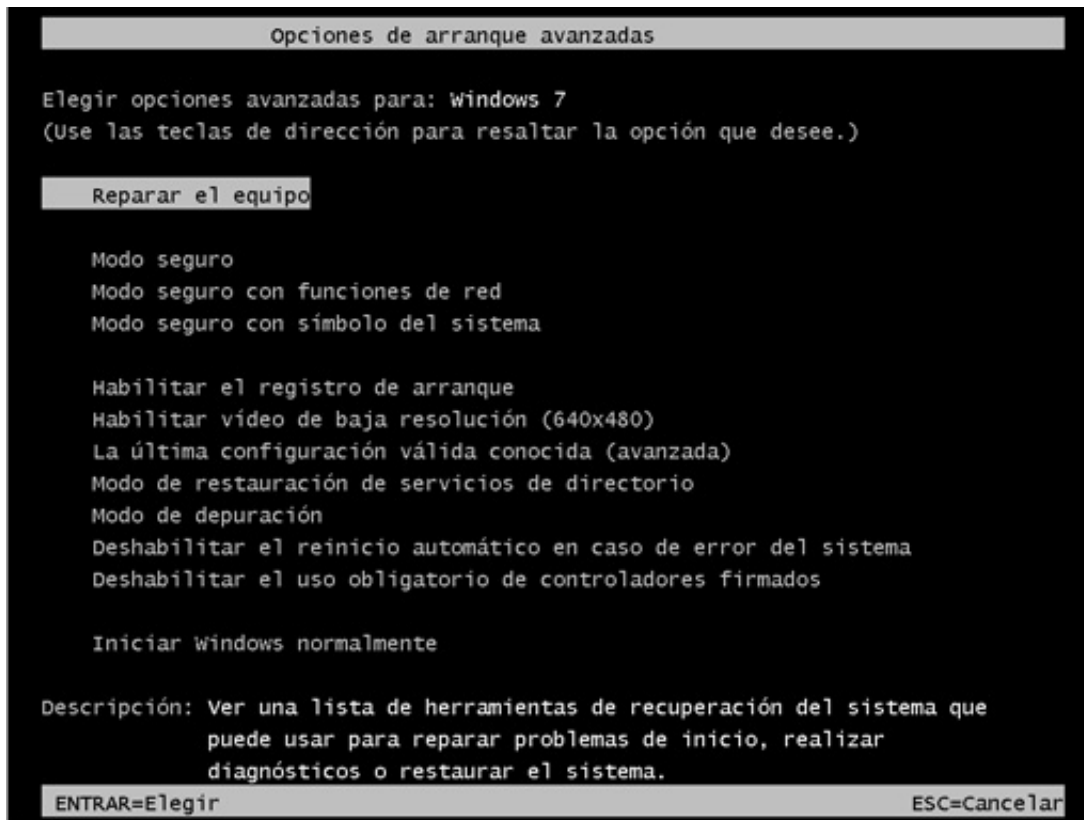 Opciones de arranque avanzadas
Elegir opciones avanzadas para: Windows 7
(Use las teclas de dirección para resaltar la opción que desee.)
Reparar el equipo
Modo seguro
Modo seguro con funciones de red
Modo seguro con símbolo del sistema
Habilitar el registro de arranque
Habilitar vídeo de baja resolución (640x480)
La última configuración válida conocida (avanzada)
Modo de restauración de servicios de directorio
Modo de depuración
Deshabilitar el reinicio automático en caso de error del sistema
Deshabilitar el uso obligatorio de controladores firmados
Iniciar Windows normalmente
Descripción: Ver una lista de herramientas de recuperación del sistema que
puede usar para reparar problemas de inicio, realizar
diagnósticos o restaurar el sistema.
ENTRAR=Elegir ESC=Cancelar